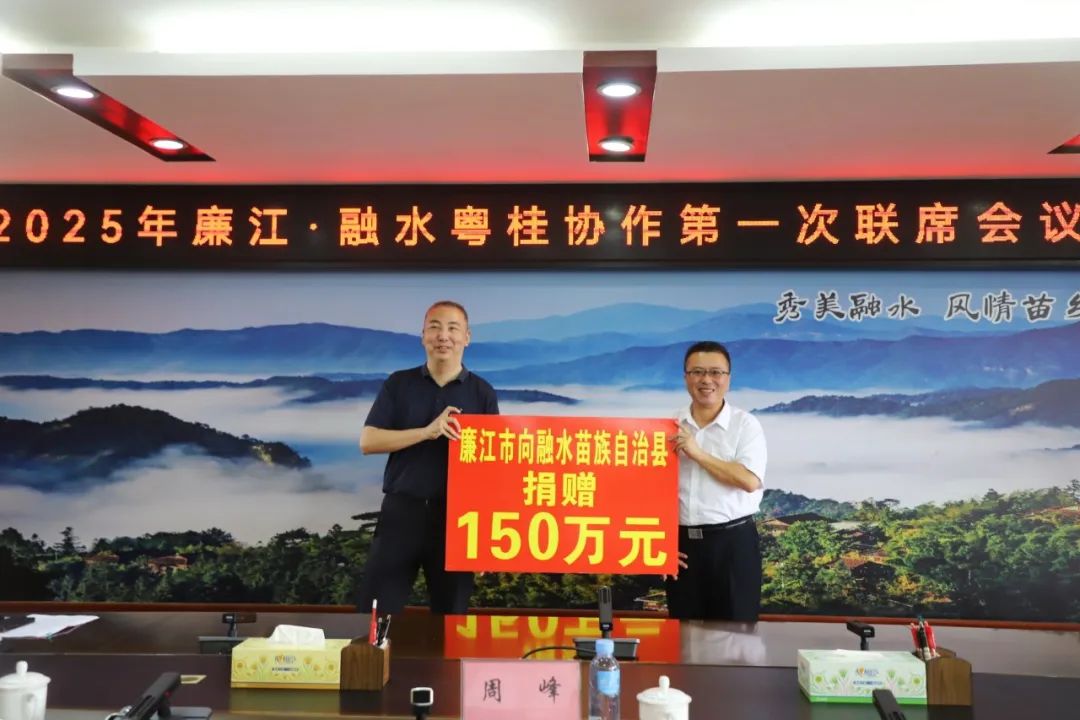 2025年廉江·融水粤桂协作第一次联席会议
秀美融水 风情苗乡
廉江市向融水苗族自治县
捐赠
150万元
周 峰